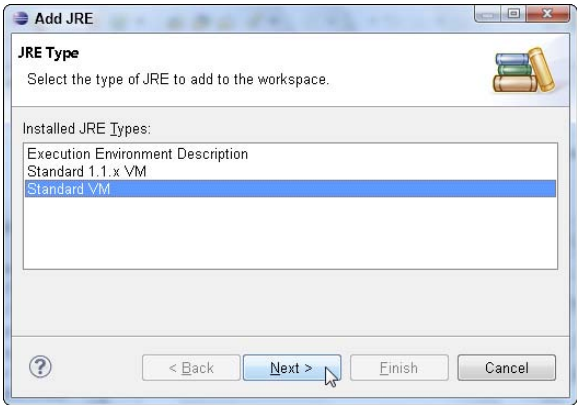 Add JRE
JRE Type
Select the type of JRE to add to the workspace.
Installed JRE Types:
Execution Environment Description
Standard 1.1.x VM
Standard VM
?
< Back
Next >
Finish
Cancel